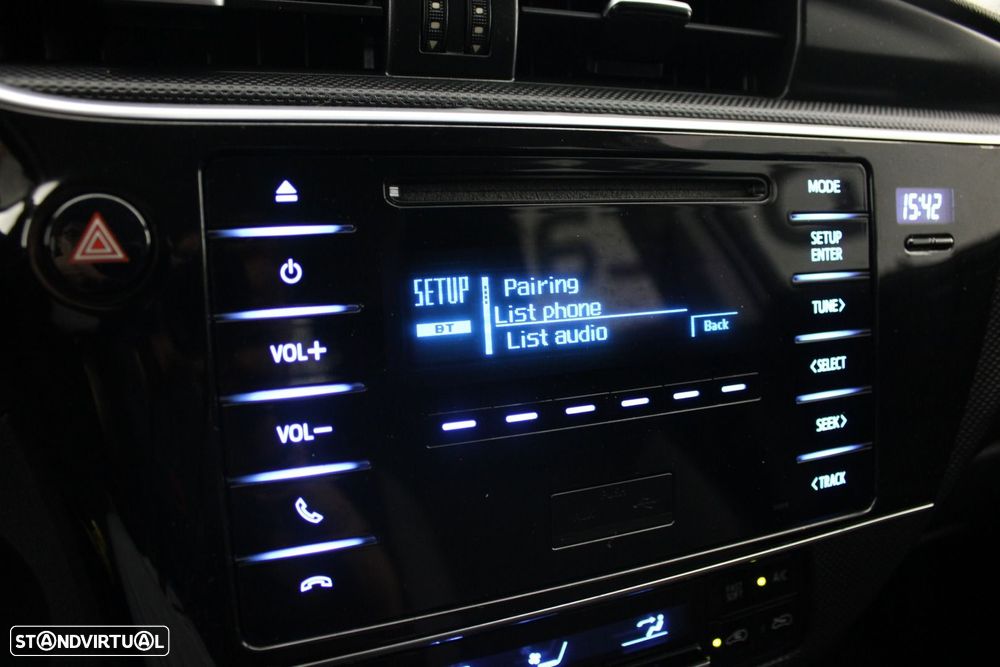 MODE
15:42
SETUP
ENTER
SETUP
BT
Pairing
List phone
List audio
Back
TUNE>
VOL+
<SELECT
VOL-
SEEK>
<TRACK
A/C
STANDVIRTUAL